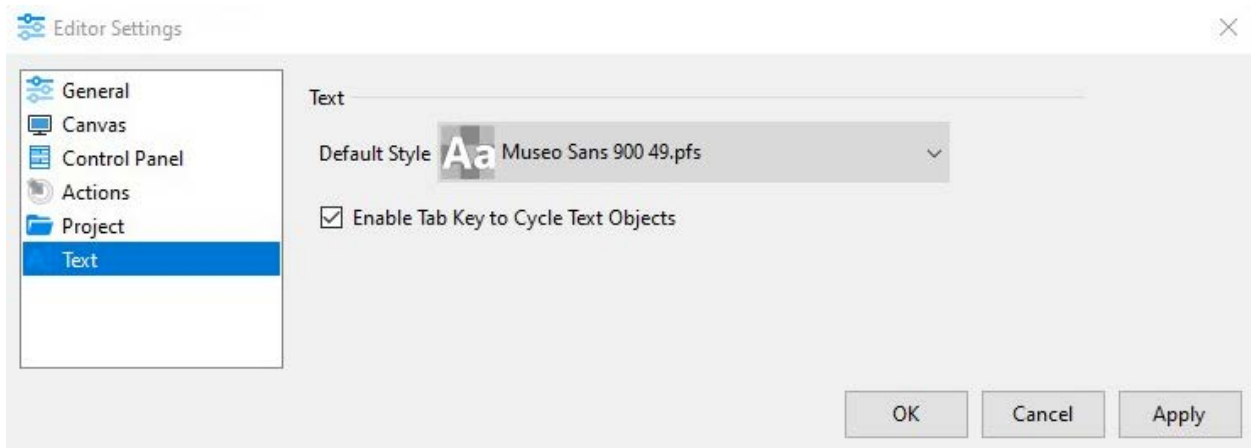 Editor Settings
General
Canvas
Control Panel
Actions
Project
Text
Text
Default Style Aa Museo Sans 900 49.pfs
Enable Tab Key to Cycle Text Objects
OK Cancel Apply